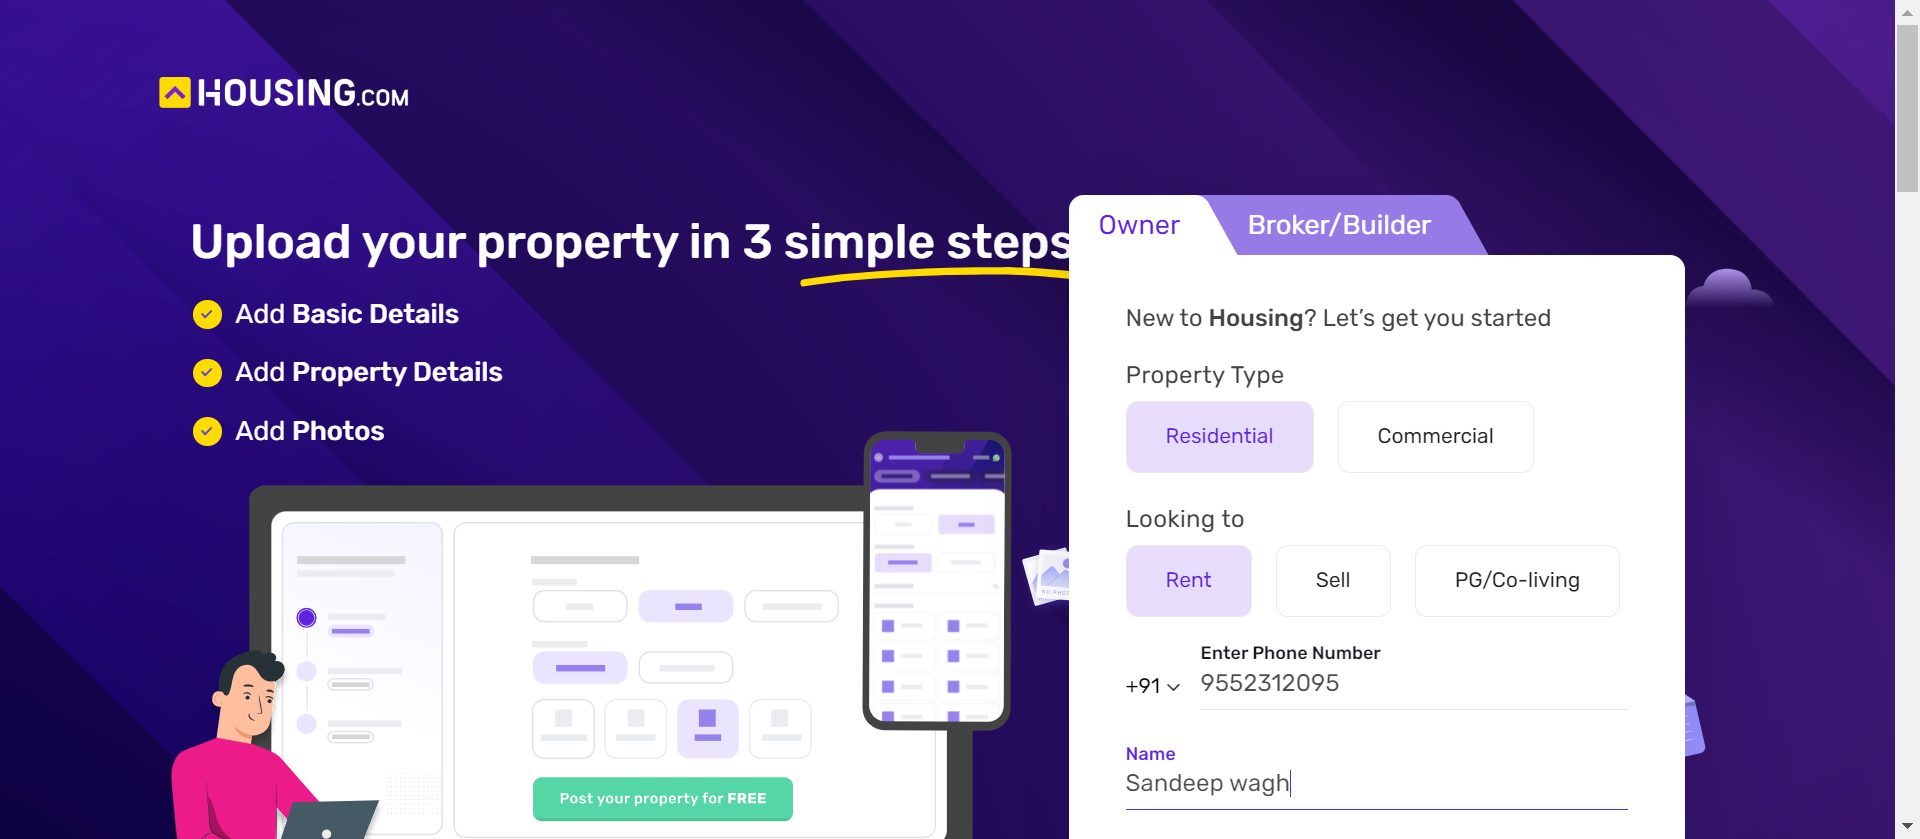 HOUSING.COM
Upload your property in 3 simple steps
Add Basic Details
Add Property Details
Add Photos
Post your property for FREE
NO PHOT
Owner
Broker/Builder
New to Housing? Let's get you started
Property Type
Residential
Commercial
Looking to
Rent
Sell
PG/Co-living
Enter Phone Number
+91
9552312095
Name
Sandeep wagh